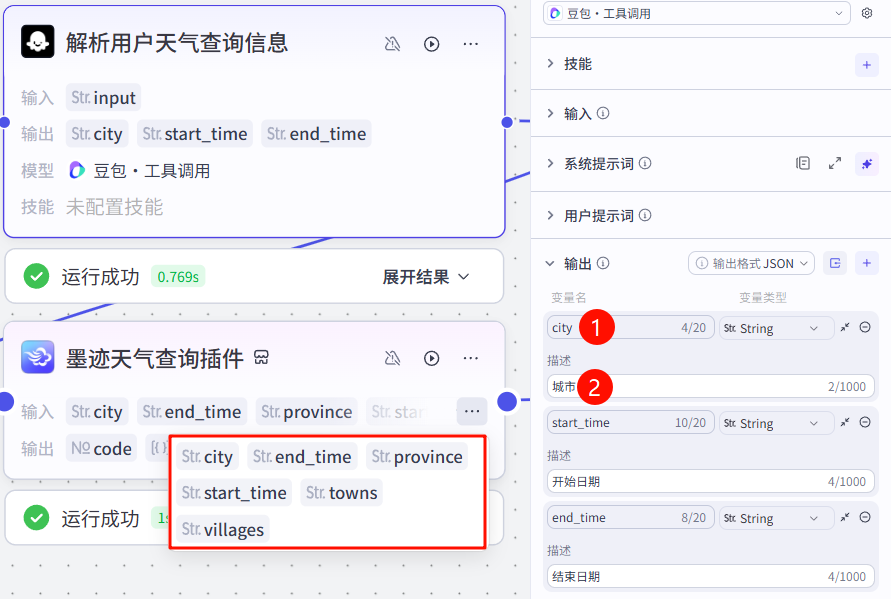 解析用户天气查询信息
输入 Str. input
输出 Str. city Str. start_time Str. end_time
模型 豆包・工具调用
技能 未配置技能
运行成功 0.769s 展开结果
墨迹天气查询插件
输入 Str. city Str. end_time Str. province Str. star
输出 № code [()
Str. city Str. end_time Str. province
Str. start_time Str. towns
Str. villages
运行成功 1s
豆包・工具调用
技能
输入
系统提示词
用户提示词
输出 输出格式 JSON
变量名 变量类型
city 1 4/20 Str. String
描述
城市 2 2/1000
start_time 10/20 Str. String
描述
开始日期 4/1000
end_time 8/20 Str. String
描述
结束日期 4/1000